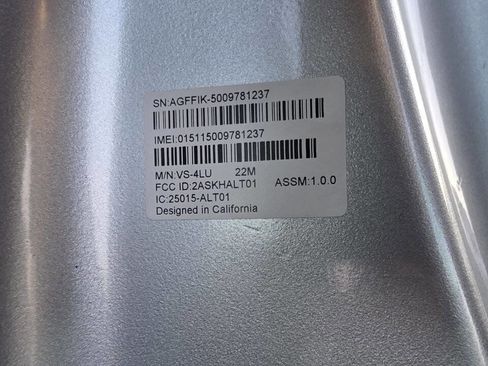 SN:AGFFIK-5009781237
IMEI:015115009781237
M/N:VS-4LU 22M
FCC ID:2ASKHALT01 ASSM:1.0.0
IC:25015-ALT01
Designed in California